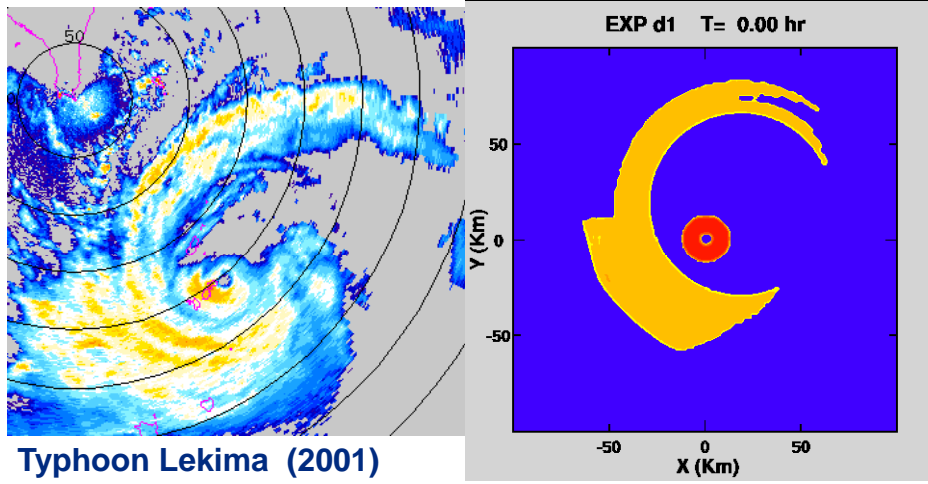 50
Typhoon Lekima (2001)
EXP d1 T= 0.00 hr
50
0
-50
Y (Km)
-50 0 50
X (Km)